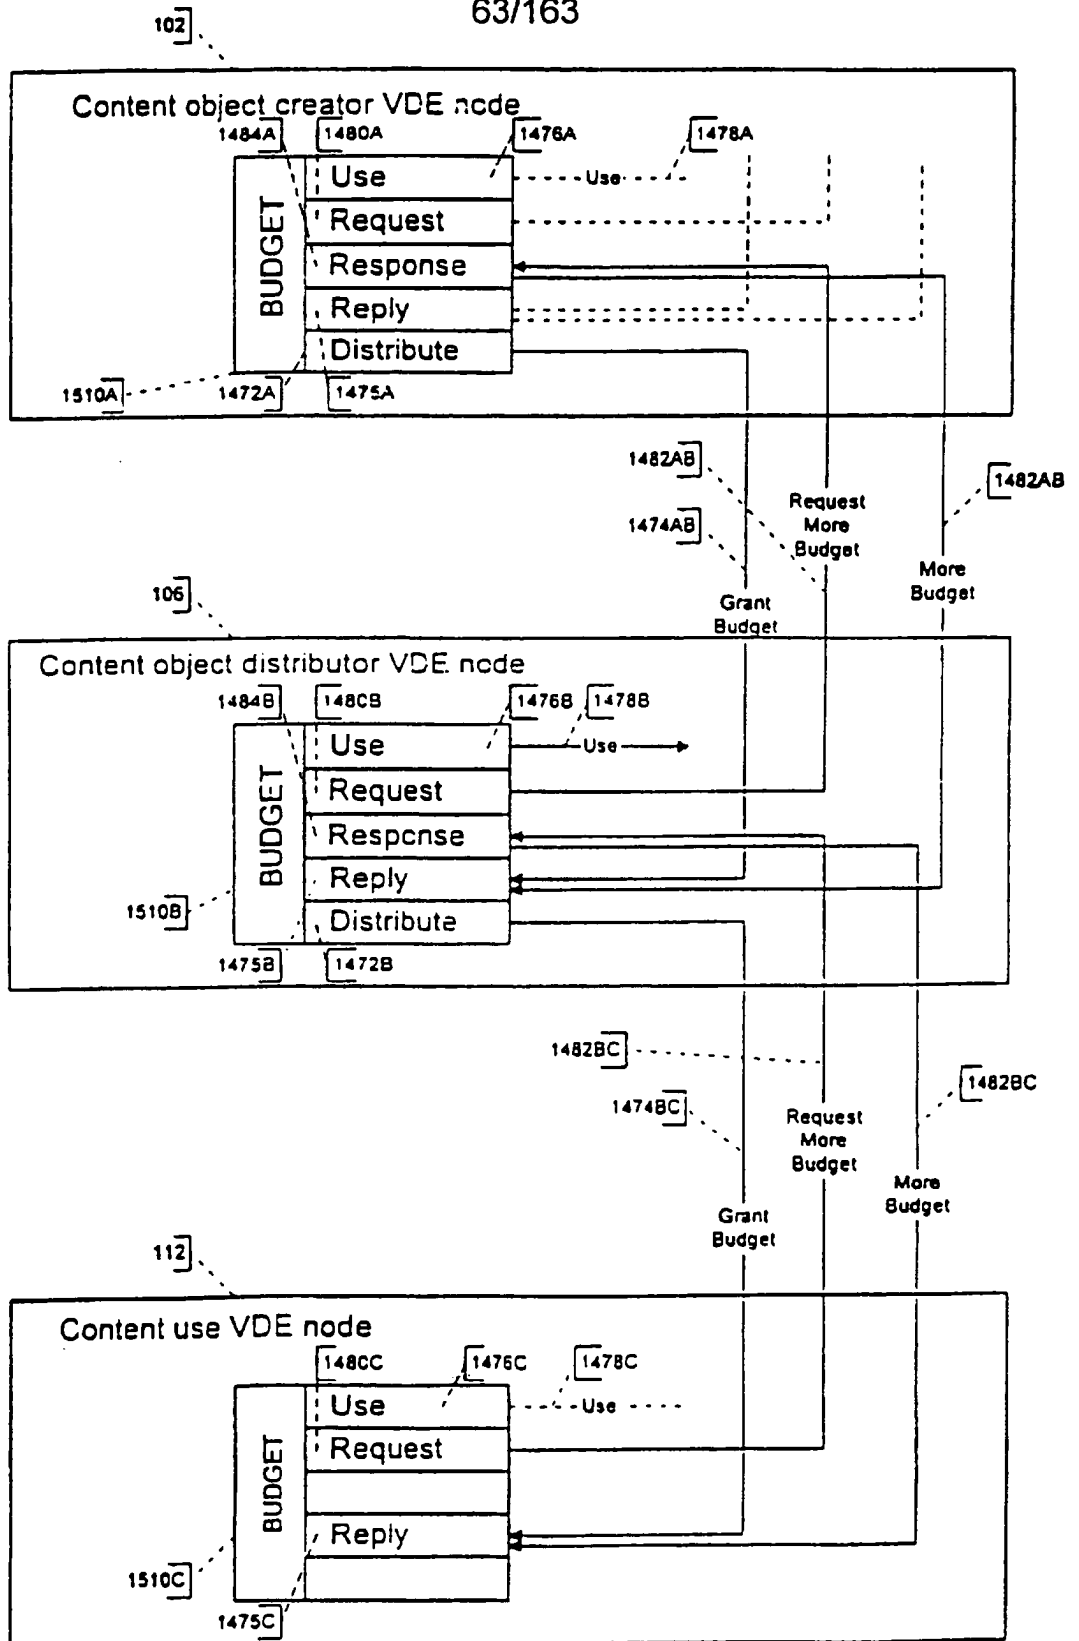 63/163
102
Content object creator VDE node
1484A
1480A
1476A
1478A
BUDGET
Use
Use
Request
Response
Reply
Distribute
1510A
1472A
1475A
1482AB
1482AB
1474AB
Request
More
Budget
More
Budget
Grant
Budget
106
Content object distributor VDE node
1484B
1480B
1476B
1478B
BUDGET
Use
Use
Request
Response
Reply
Distribute
1510B
1475B
1472B
1482BC
1482BC
1474BC
Request
More
Budget
More
Budget
Grant
Budget
112
Content use VDE node
1480C
1476C
1478C
BUDGET
Use
Use
Request
Reply
1510C
1475C